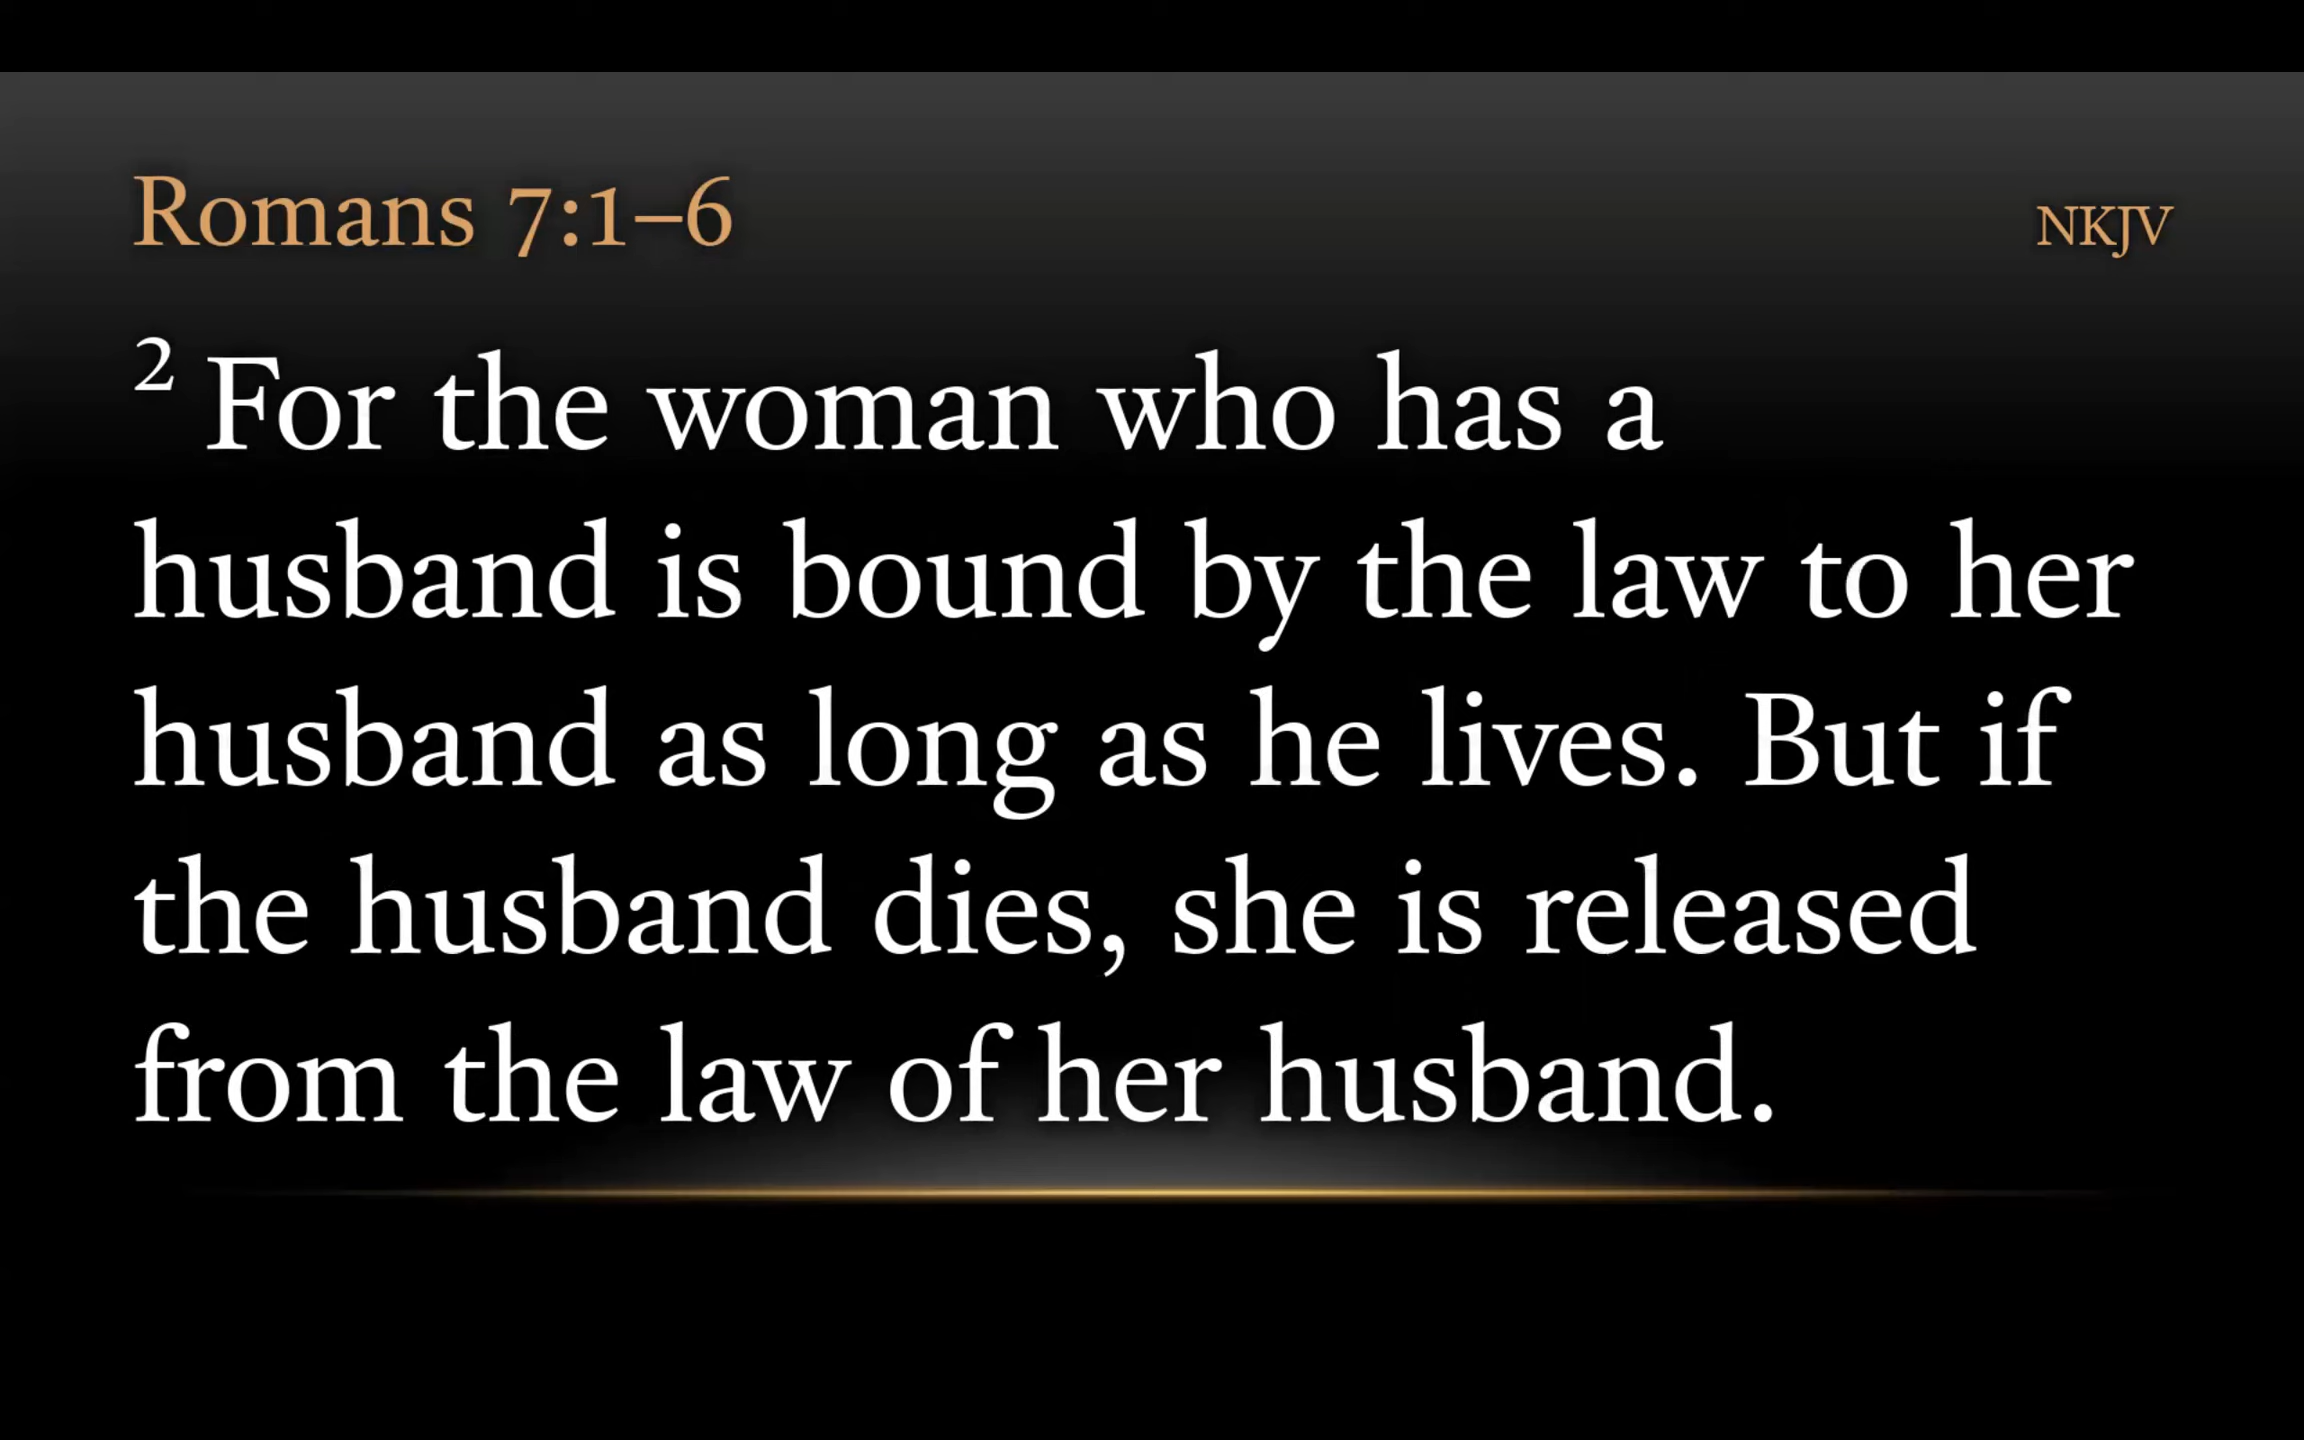 Romans 7:1–6
NKJV
2 For the woman who has a
husband is bound by the law to her
husband as long as he lives. But if
the husband dies, she is released
from the law of her husband.